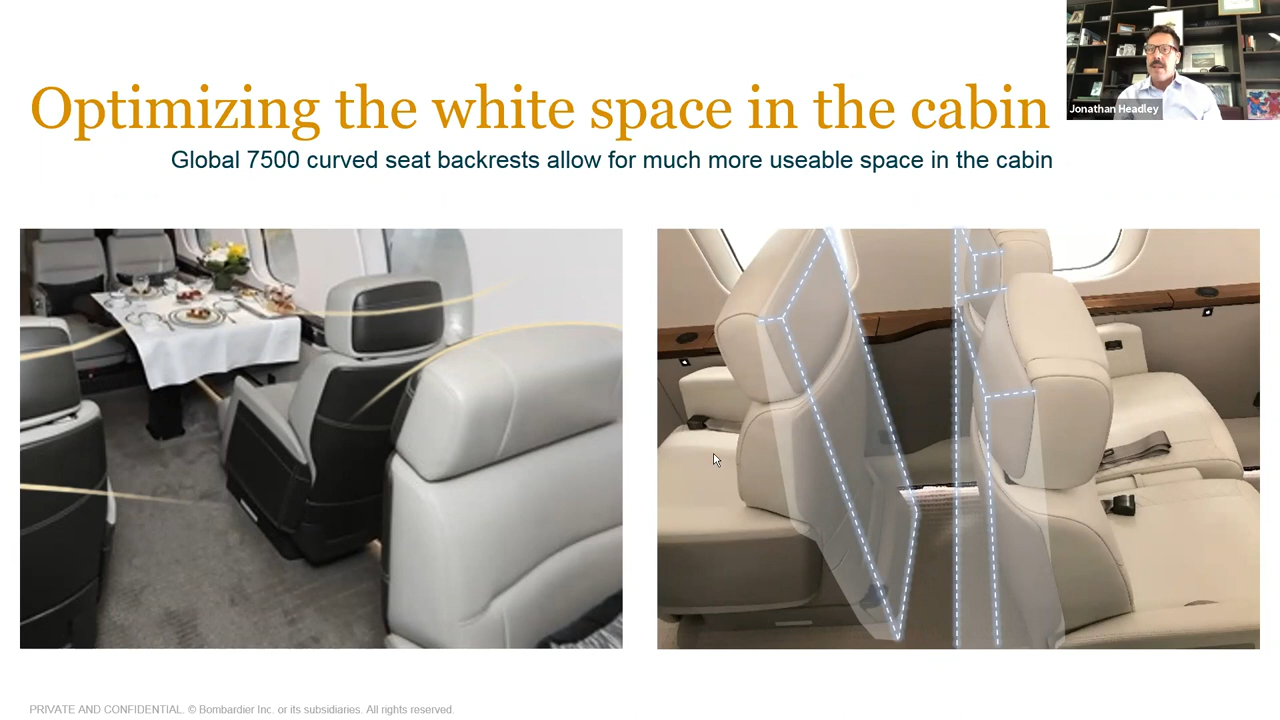 Optimizing the white space in the cabin
Jonathan Headley
Global 7500 curved seat backrests allow for much more useable space in the cabin
PRIVATE AND CONFIDENTIAL. © Bombardier Inc. or its subsidiaries. All rights reserved.